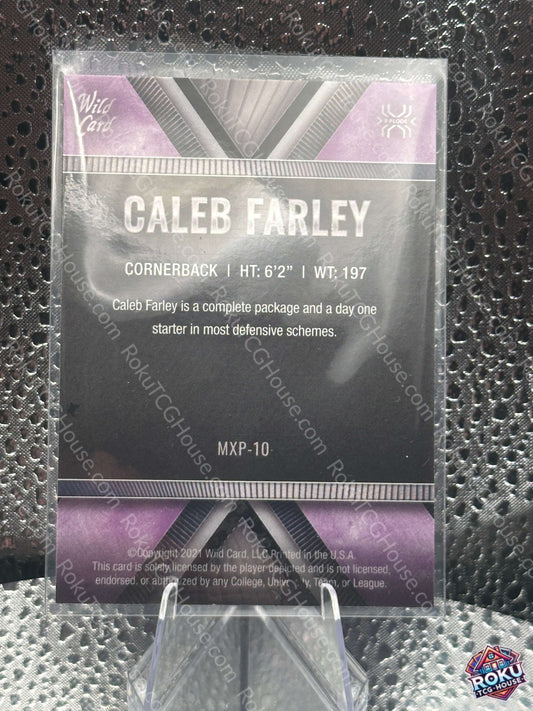 Wild
Card
X-PLODE
CALEB FARLEY
CORNERBACK | HT: 6'2" | WT: 197
Caleb Farley is a complete package and a day one
starter in most defensive schemes.
MXP-10
©Copyright 2021 Wild Card, LLC Printed in the U.S.A.
This card is solely licensed by the player depicted and is not licensed,
endorsed, or authorized by any College, University, Team, or League.
RokuTCGHouse.com
ROKU
TCG-HOUSE